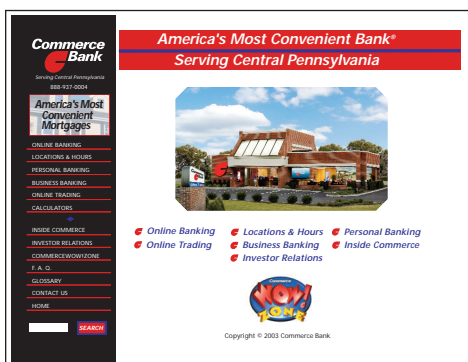 Commerce
Bank
Serving Central Pennsylvania
888-937-0004
America's Most
Convenient
Mortgages
ONLINE BANKING
LOCATIONS & HOURS
PERSONAL BANKING
BUSINESS BANKING
ONLINE TRADING
CALCULATORS
INSIDE COMMERCE
INVESTOR RELATIONS
COMMERCEWOW!ZONE
F. A. Q.
GLOSSARY
CONTACT US
HOME
SEARCH
America's Most Convenient Bank®
Serving Central Pennsylvania
Online Banking Locations & Hours Personal Banking
Online Trading Business Banking Inside Commerce
Investor Relations
Commerce
WOW!
ZONE
Copyright © 2003 Commerce Bank